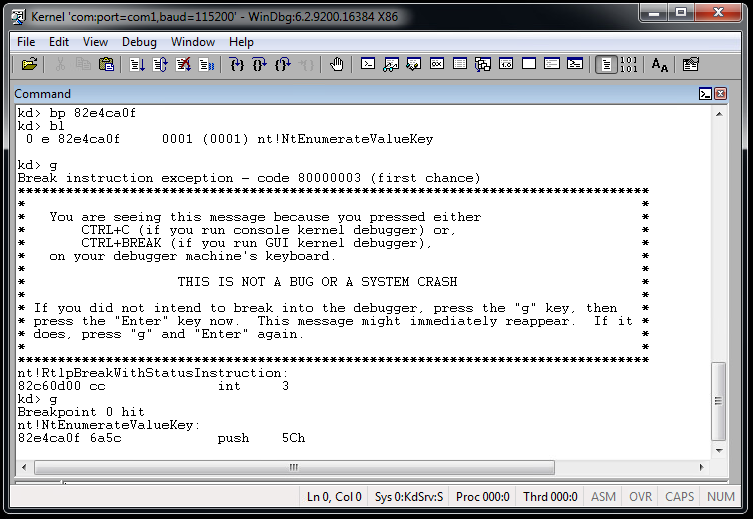 Kernel 'com:port=com1,baud=115200' - WinDbg:6.2.9200.16384 X86
File Edit View Debug Window Help
Command
kd> bp 82e4ca0f
kd> bl
 0 e 82e4ca0f     0001 (0001) nt!NtEnumerateValueKey
kd> g
Break instruction exception - code 80000003 (first chance)
*******************************************************************************
*                                                                             *
*   You are seeing this message because you pressed either                    *
*       CTRL+C (if you run console kernel debugger) or,                       *
*       CTRL+BREAK (if you run GUI kernel debugger),                          *
*   on your debugger machine's keyboard.                                      *
*                                                                             *
*                   THIS IS NOT A BUG OR A SYSTEM CRASH                       *
*                                                                             *
* If you did not intend to break into the debugger, press the "g" key, then   *
* press the "Enter" key now.  This message might immediately reappear.  If it *
* does, press "g" and "Enter" again.                                          *
*                                                                             *
*******************************************************************************
nt!RtlpBreakWithStatusInstruction:
82c60d00 cc              int     3
kd> g
Breakpoint 0 hit
nt!NtEnumerateValueKey:
82e4ca0f 6a5c            push    5Ch
Ln 0, Col 0 Sys 0:KdSrv:S Proc 000:0 Thrd 000:0 ASM OVR CAPS NUM